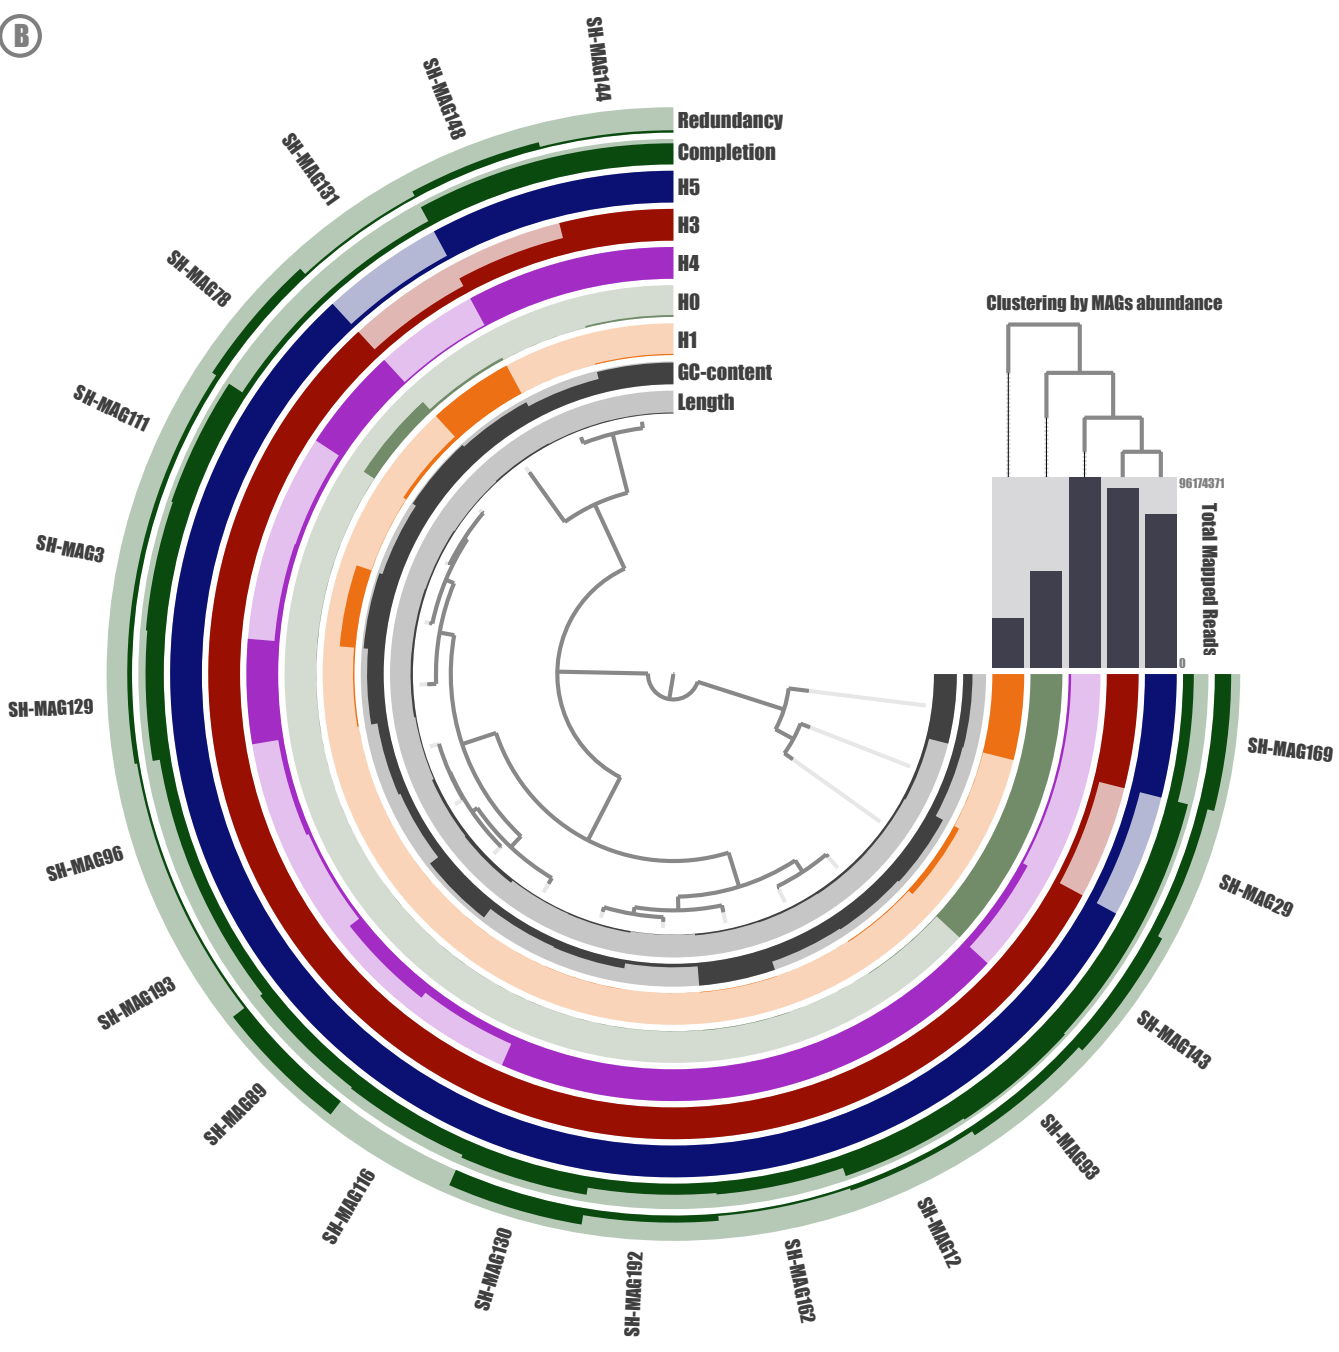 B
SH-MAG144
SH-MAG148
SH-MAG131
SH-MAG78
SH-MAG111
SH-MAG3
SH-MAG129
SH-MAG96
SH-MAG193
SH-MAG89
SH-MAG116
SH-MAG130
SH-MAG192
SH-MAG162
SH-MAG12
SH-MAG93
SH-MAG143
SH-MAG29
SH-MAG169
Redundancy
Completion
H5
H3
H4
H0
H1
GC-content
Length
Clustering by MAGs abundance
96174371
Total Mapped Reads
0